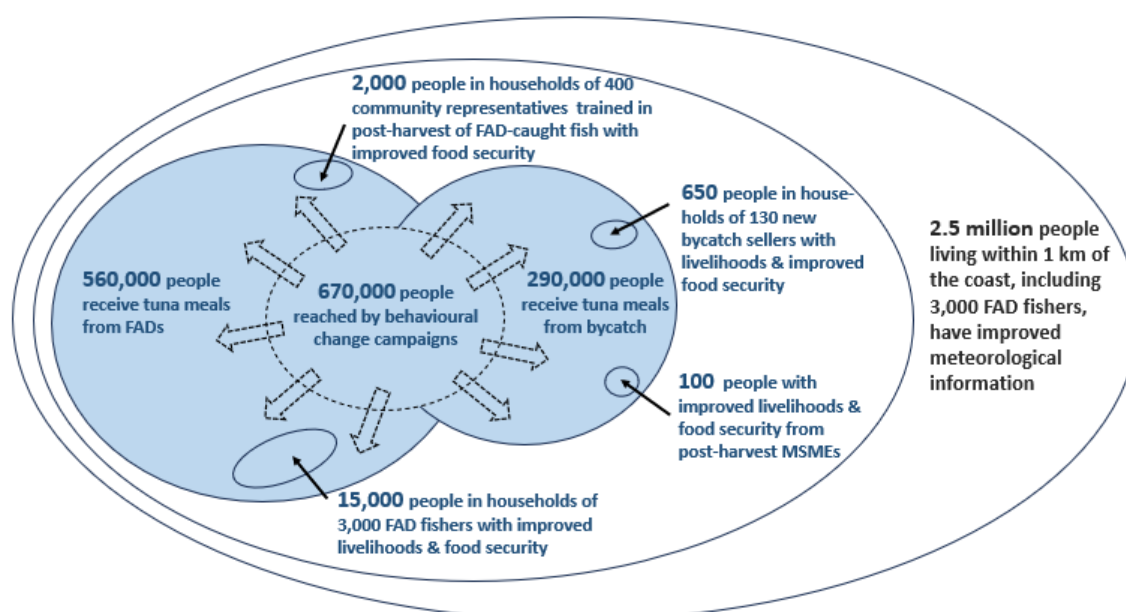 2,000 people in households of 400
community representatives trained in
post-harvest of FAD-caught fish with
improved food security
650 people in house-
holds of 130 new
bycatch sellers with
livelihoods & improved
food security
2.5 million people
living within 1 km of
the coast, including
3,000 FAD fishers,
have improved
meteorological
information
560,000 people
receive tuna meals
from FADs
670,000 people
reached by behavioural
change campaigns
290,000 people
receive tuna meals
from bycatch
100 people with
improved livelihoods &
food security from
post-harvest MSMEs
15,000 people in households of
3,000 FAD fishers with improved
livelihoods & food security